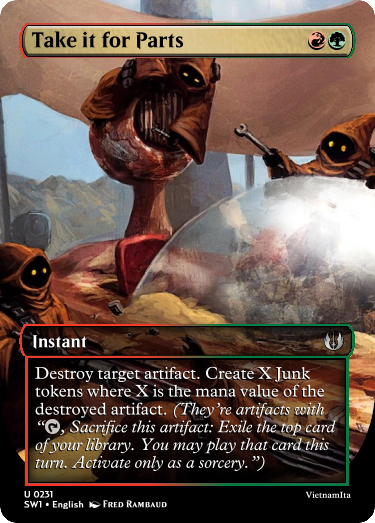 Take it for Parts
Instant
Destroy target artifact. Create X Junk
tokens where X is the mana value of the
destroyed artifact. (They’re artifacts with
“, Sacrifice this artifact: Exile the top card
of your library. You may play that card this
turn. Activate only as a sorcery.”)
U 0231
VietnamIta
SW1 • English Fred Rambaud